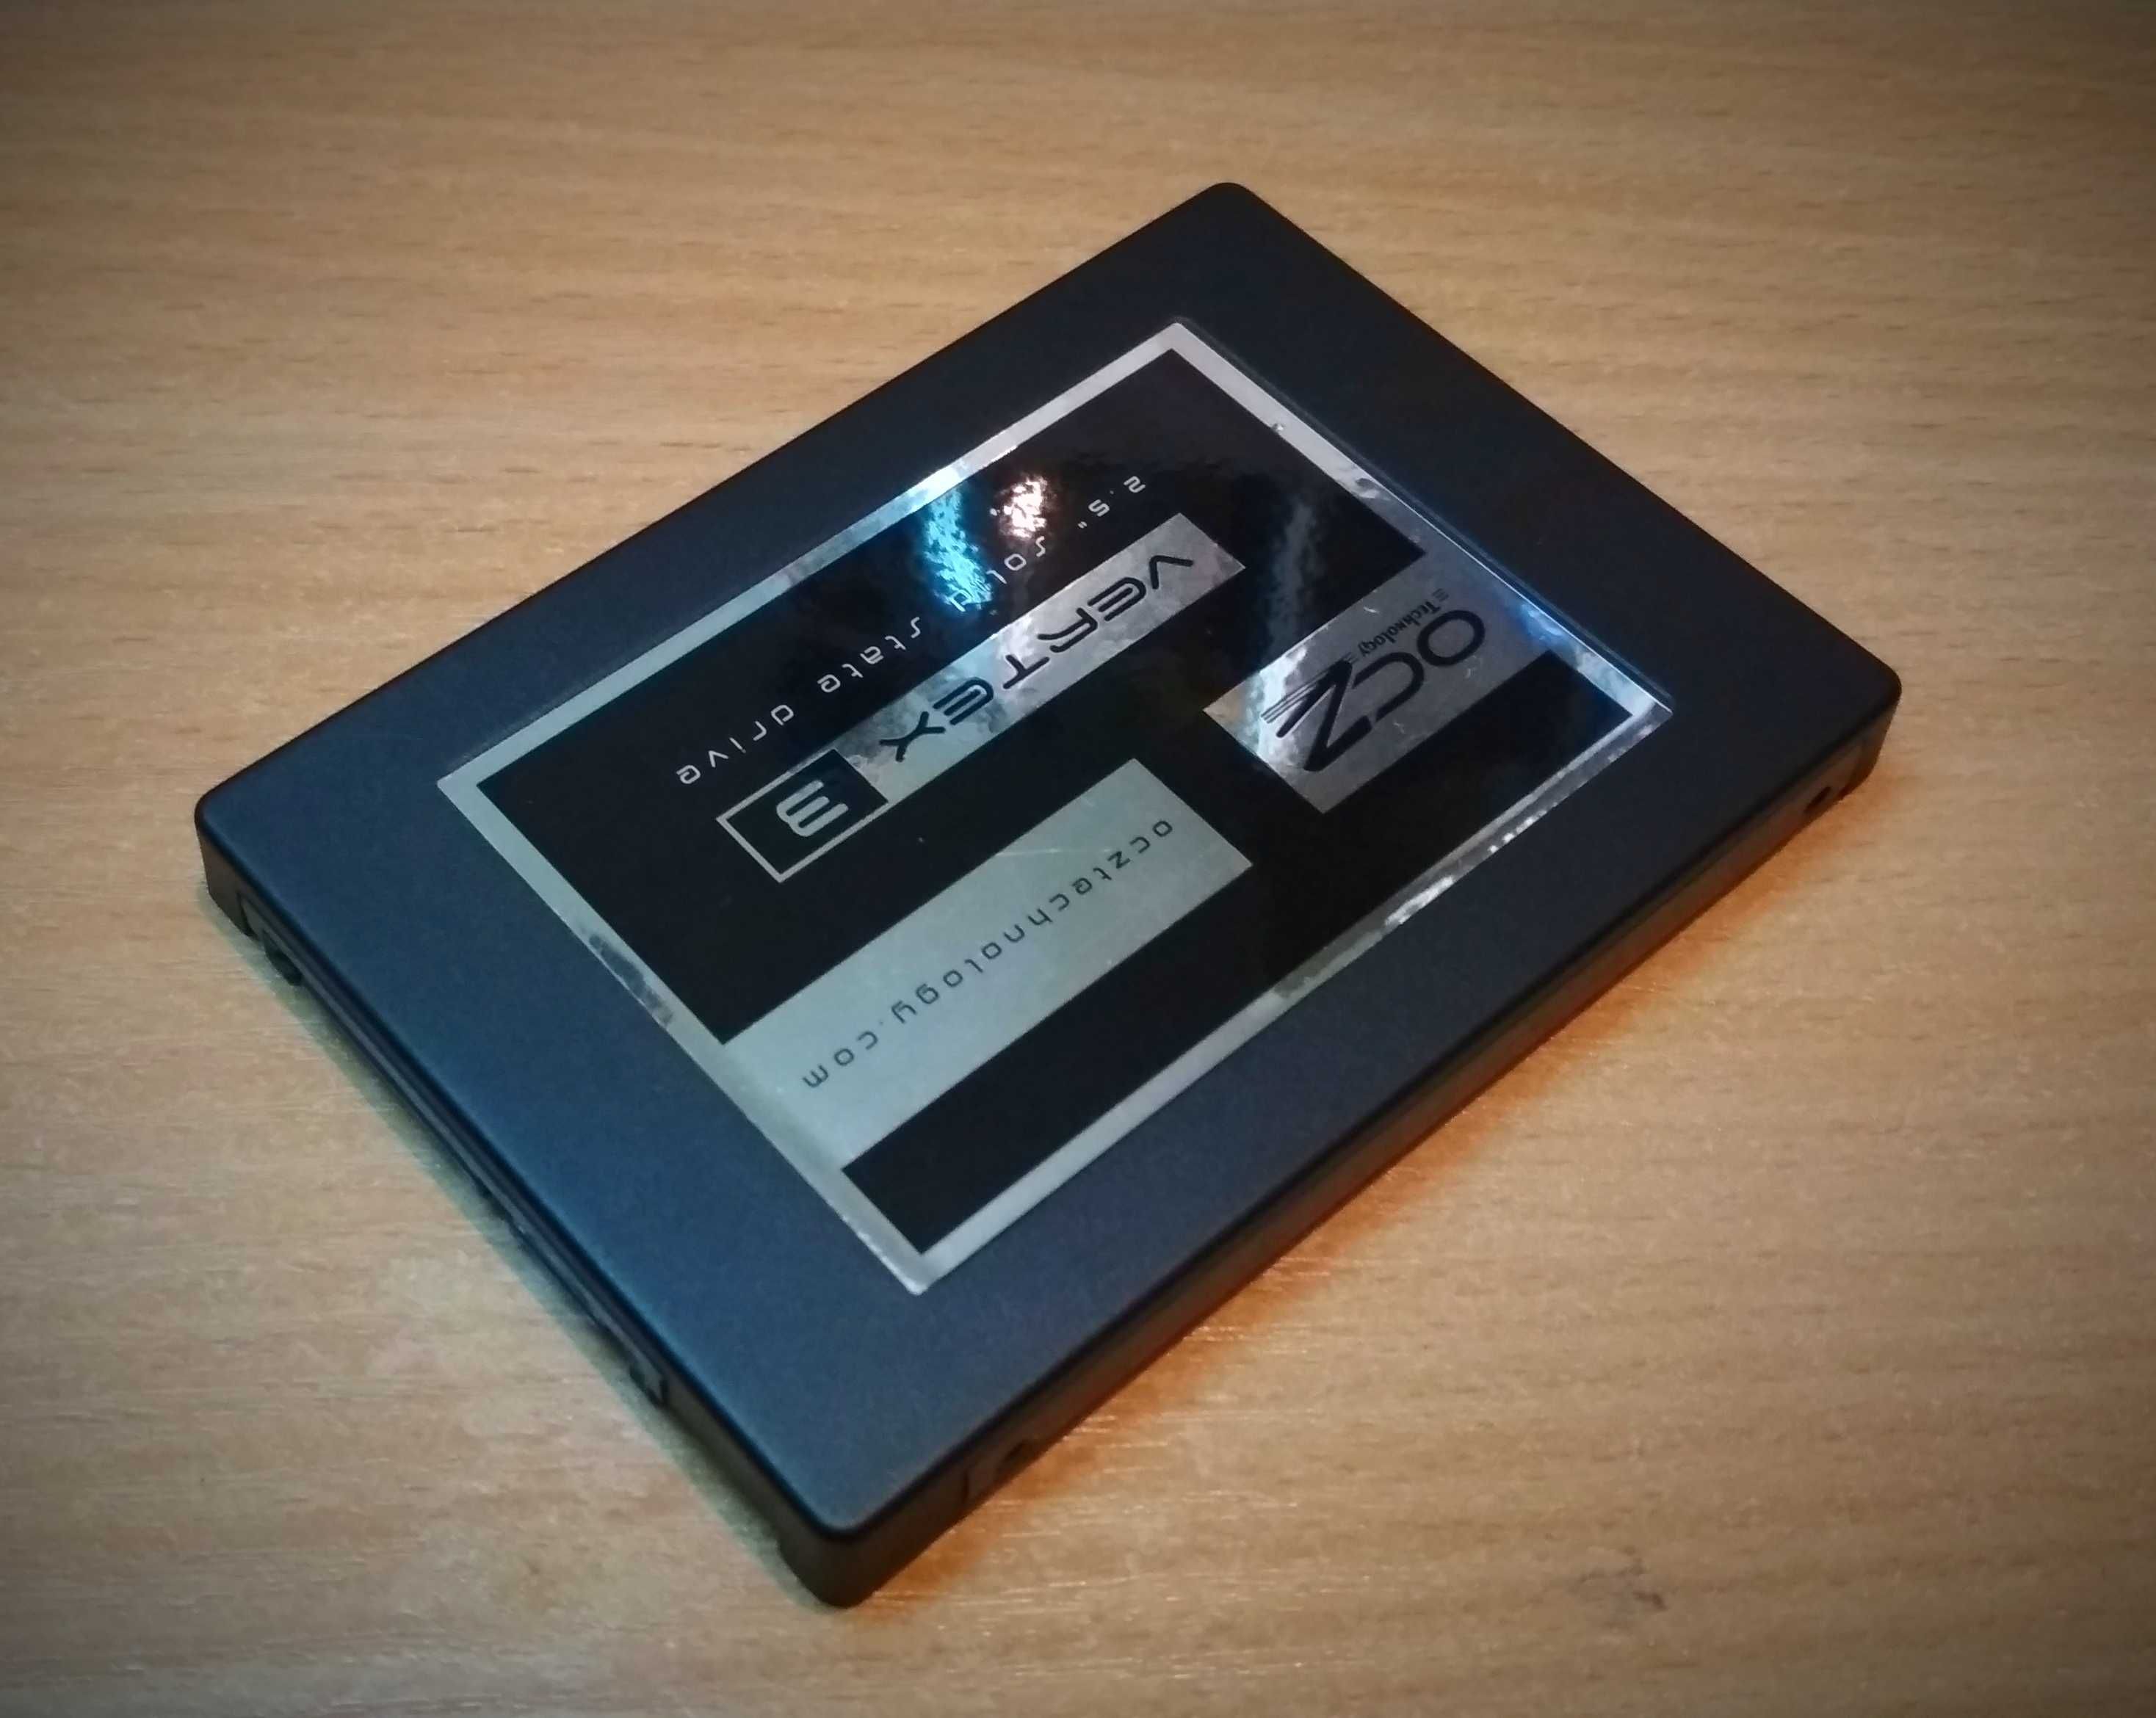 OCZ
Technology
VERTEX 3
2.5" solid state drive
ocztechnology.com